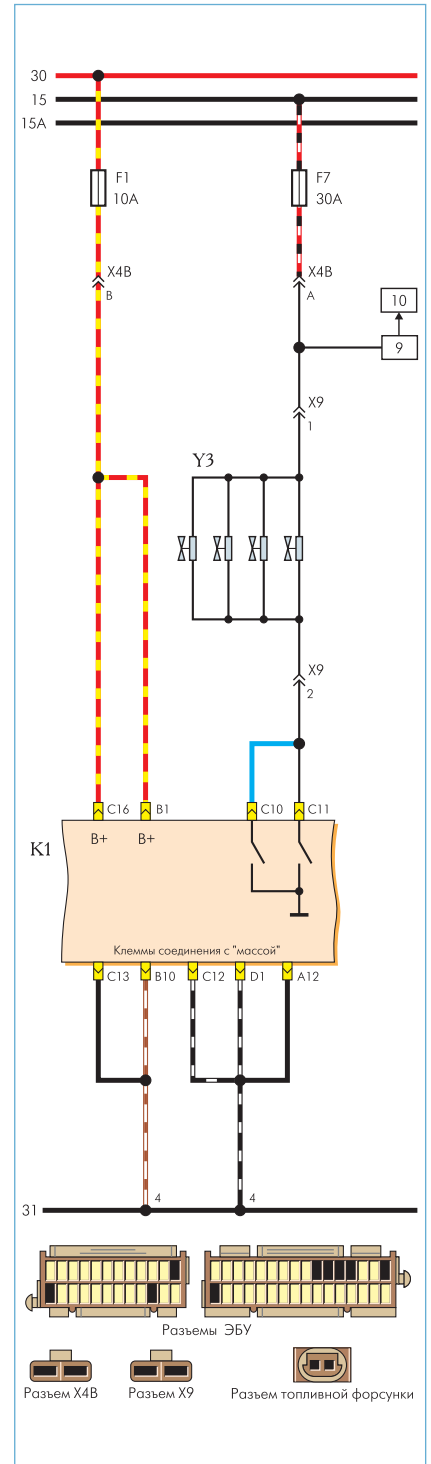 30
15
15A
F1
10A
F7
30A
X4B
B
X4B
A
10
9
X9
1
Y3
X9
2
C16
B1
C10
C11
K1
B+
B+
Клеммы соединения с "массой"
C13
B10
C12
D1
A12
4
4
31
Разъемы ЭБУ
Разъем X4B
Разъем X9
Разъем топливной форсунки